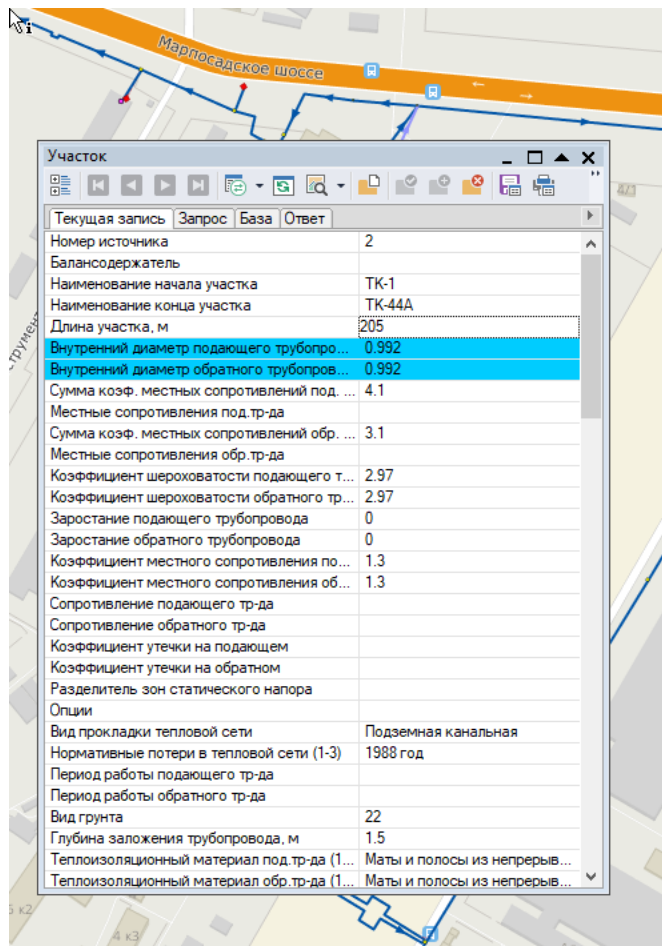 Марпосадское шоссе
Участок
Текущая запись Запрос База Ответ
4/1
Номер источника 2
Балансодержатель
Наименование начала участка ТК-1
Наименование конца участка ТК-44А
Длина участка, м 205
Внутренний диаметр подающего трубопро... 0.992
Внутренний диаметр обратного трубопров... 0.992
Сумма коэф. местных сопротивлений под. ... 4.1
Местные сопротивления под.тр-да
Сумма коэф. местных сопротивлений обр. ... 3.1
Местные сопротивления обр.тр-да
Коэффициент шероховатости подающего т... 2.97
Коэффициент шероховатости обратного тр... 2.97
Заростание подающего трубопровода 0
Заростание обратного трубопровода 0
Коэффициент местного сопротивления по... 1.3
Коэффициент местного сопротивления об... 1.3
Сопротивление подающего тр-да
Сопротивление обратного тр-да
Коэффициент утечки на подающем
Коэффициент утечки на обратном
Разделитель зон статического напора
Опции
Вид прокладки тепловой сети Подземная канальная
Нормативные потери в тепловой сети (1-3) 1988 год
Период работы подающего тр-да
Период работы обратного тр-да
Вид грунта 22
Глубина заложения трубопровода, м 1.5
Теплоизоляционный материал под.тр-да (1... Маты и полосы из непрерыв...
Теплоизоляционный материал обр.тр-да (1... Маты и полосы из непрерыв...
4 к3